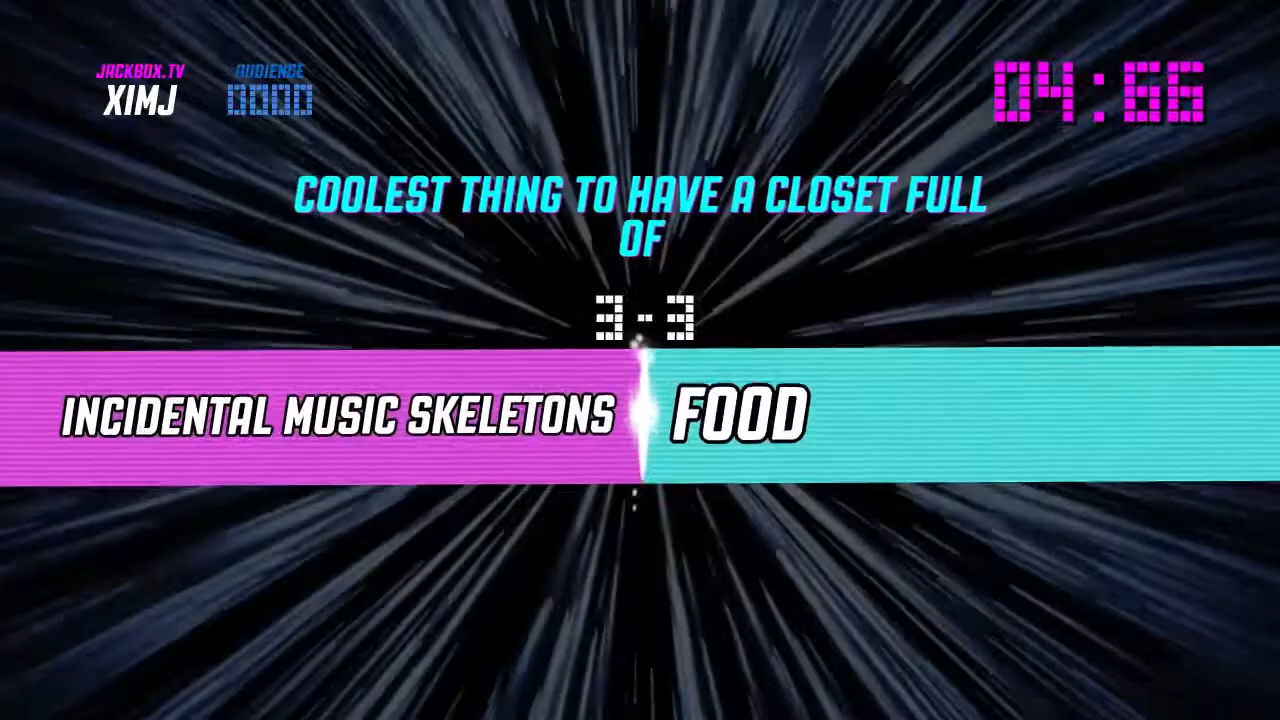 JACKBOX.TV
XIMJ
AUDIENCE
0000
04:66
COOLEST THING TO HAVE A CLOSET FULL
OF
3-3
INCIDENTAL MUSIC SKELETONS
FOOD